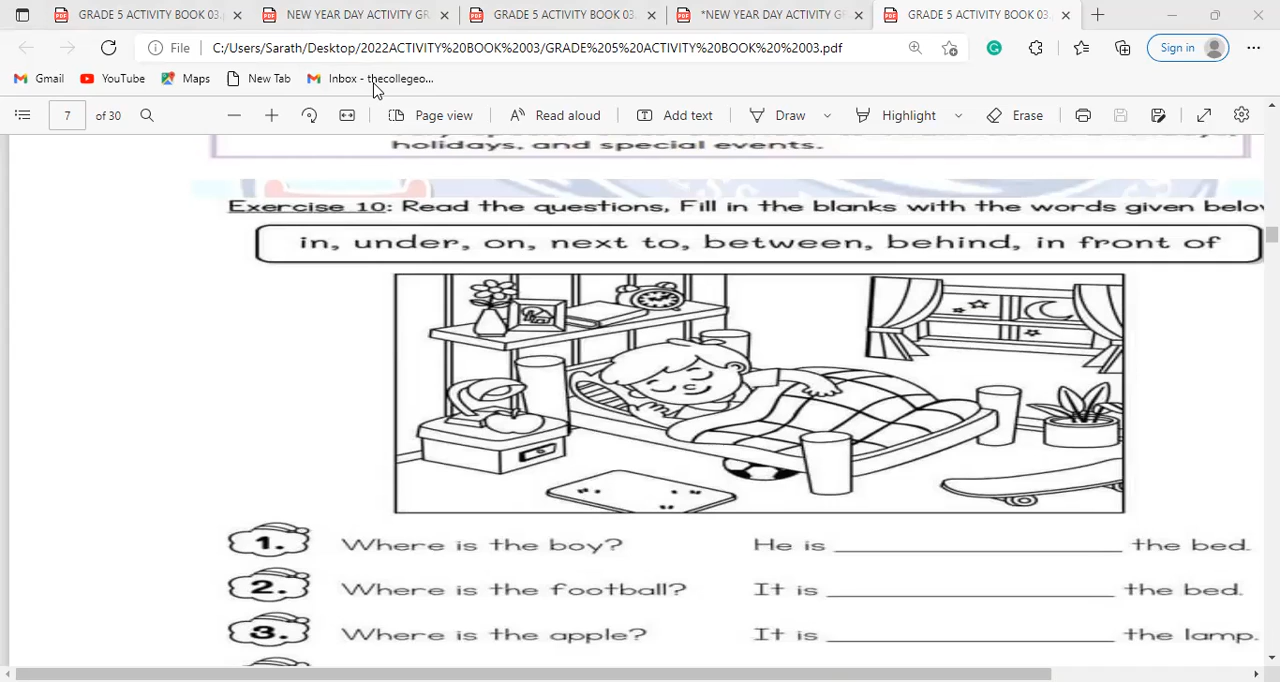 GRADE 5 ACTIVITY BOOK 03.p
NEW YEAR DAY ACTIVITY GR
GRADE 5 ACTIVITY BOOK 03.
*NEW YEAR DAY ACTIVITY G
GRADE 5 ACTIVITY BOOK 03.
File
C:/Users/Sarath/Desktop/2022ACTIVITY%20BOOK%2003/GRADE%205%20ACTIVITY%20BOOK%20%2003.pdf
Sign in
Gmail
YouTube
Maps
New Tab
Inbox - thecollegeo...
7 of 30
Page view
Read aloud
Add text
Draw
Highlight
Erase
holidays, and special events.
Exercise 10: Read the questions, Fill in the blanks with the words given
in, under, on, next to, between, behind, in front of
1. Where is the boy? He is ____________________ the bed.
2. Where is the football? It is ____________________ the bed.
3. Where is the apple? It is ____________________ the lamp.